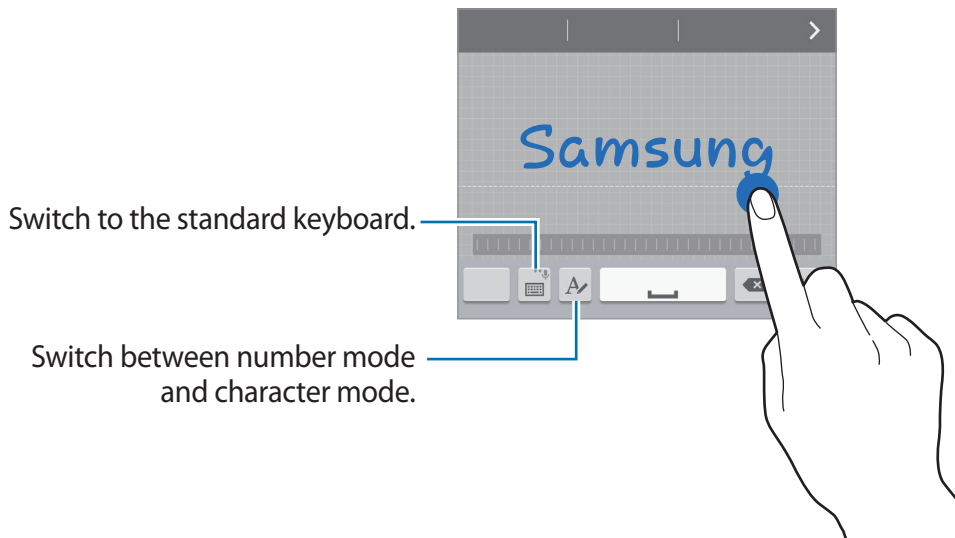 Samsung
Switch to the standard keyboard.
Switch between number mode
and character mode.